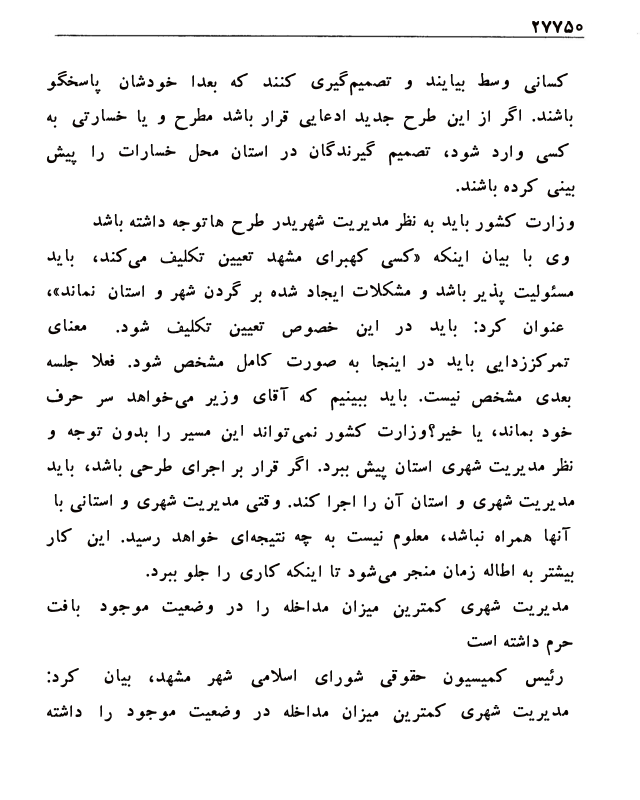 ۲۷۷۵۰
کسانی وسط بیایند و تصمیم‌گیری کنند که بعدا خودشان پاسخگو
باشند. اگر از این طرح جدید ادعایی قرار باشد مطرح و یا خسارتی به
کسی وارد شود، تصمیم گیرندگان در استان محل خسارات را پیش
بینی کرده باشند.
وزارت کشور باید به نظر مدیریت شهریدر طرح هاتوجه داشته باشد
وی با بیان اینکه «کسی کهبرای مشهد تعیین تکلیف می‌کند، باید
مسئولیت پذیر باشد و مشکلات ایجاد شده بر گردن شهر و استان نماند»،
عنوان کرد: باید در این خصوص تعیین تکلیف شود. معنای
تمرکززدایی باید در اینجا به صورت کامل مشخص شود. فعلا جلسه
بعدی مشخص نیست. باید ببینیم که آقای وزیر می‌خواهد سر حرف
خود بماند، یا خیر؟وزارت کشور نمی‌تواند این مسیر را بدون توجه و
نظر مدیریت شهری استان پیش ببرد. اگر قرار بر اجرای طرحی باشد، باید
مدیریت شهری و استان آن را اجرا کند. وقتی مدیریت شهری و استانی با
آنها همراه نباشد، معلوم نیست به چه نتیجه‌ای خواهد رسید. این کار
بیشتر به اطاله زمان منجر می‌شود تا اینکه کاری را جلو ببرد.
مدیریت شهری کمترین میزان مداخله را در وضعیت موجود بافت
حرم داشته است
رئیس کمیسیون حقوقی شورای اسلامی شهر مشهد، بیان کرد:
مدیریت شهری کمترین میزان مداخله در وضعیت موجود را داشته